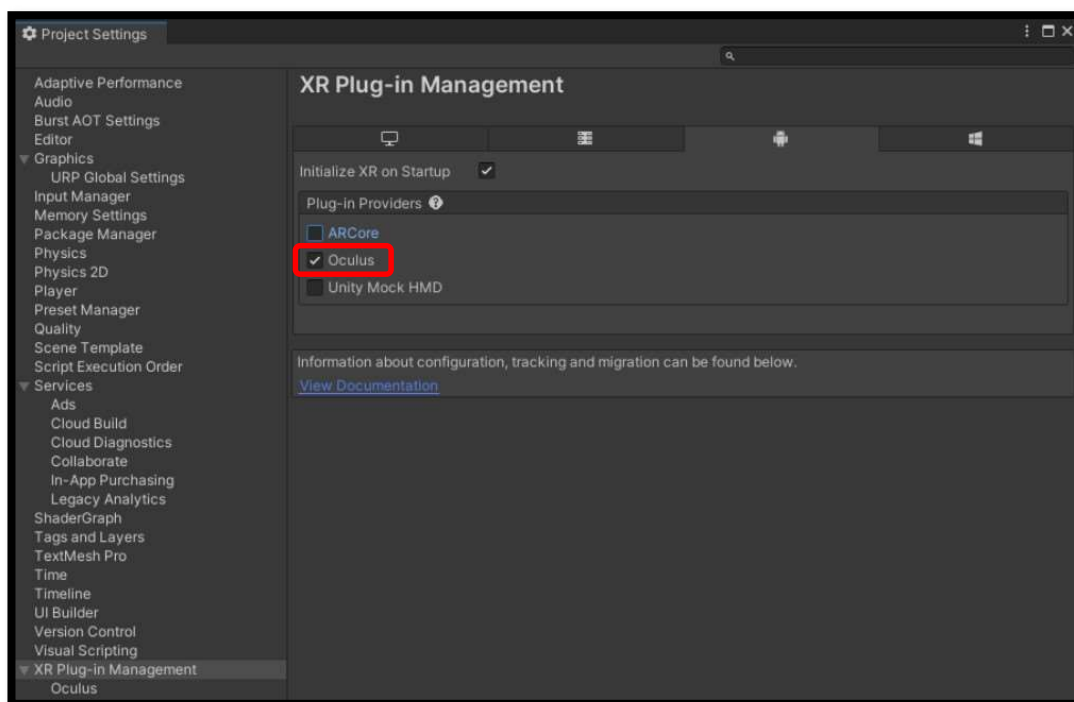 Project Settings
Adaptive Performance
Audio
Burst AOT Settings
Editor
Graphics
URP Global Settings
Input Manager
Memory Settings
Package Manager
Physics
Physics 2D
Player
Preset Manager
Quality
Scene Template
Script Execution Order
Services
Ads
Cloud Build
Cloud Diagnostics
Collaborate
In-App Purchasing
Legacy Analytics
ShaderGraph
Tags and Layers
TextMesh Pro
Time
Timeline
UI Builder
Version Control
Visual Scripting
XR Plug-in Management
Oculus
XR Plug-in Management
Initialize XR on Startup
Plug-in Providers
ARCore
Oculus
Unity Mock HMD
Information about configuration, tracking and migration can be found below.
View Documentation